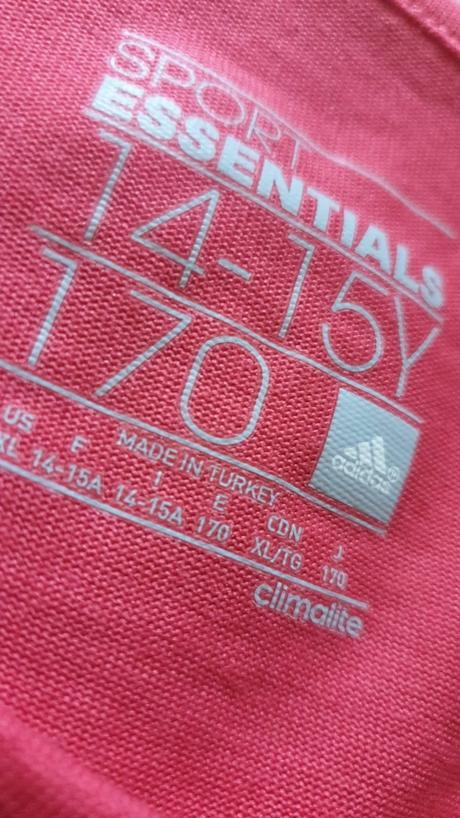 SPORT
ESSENTIALS
14-15Y
170
adidas®
MADE IN TURKEY
US F I E CDN J
XL 14-15A 14-15A 170 XL/TG 170
climalite